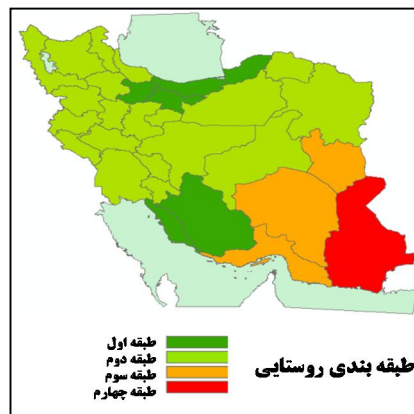 طبقه بندی روستایی
طبقه اول
طبقه دوم
طبقه سوم
طبقه چهارم